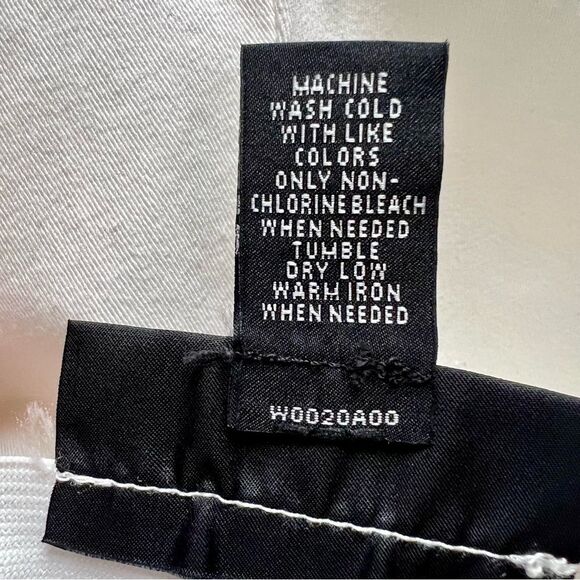 MACHINE
WASH COLD
WITH LIKE
COLORS
ONLY NON-
CHLORINE BLEACH
WHEN NEEDED
TUMBLE
DRY LOW
WARM IRON
WHEN NEEDED
W0020A00